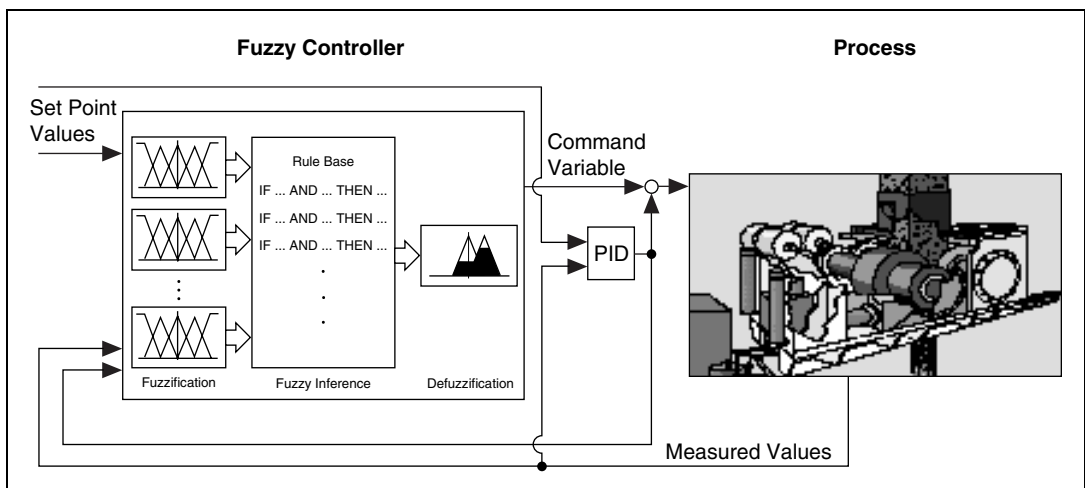 Fuzzy Controller
Process
Set Point
Values
Command
Variable
Rule Base
IF ... AND ... THEN ...
IF ... AND ... THEN ...
IF ... AND ... THEN ...
PID
Fuzzification
Fuzzy Inference
Defuzzification
Measured Values